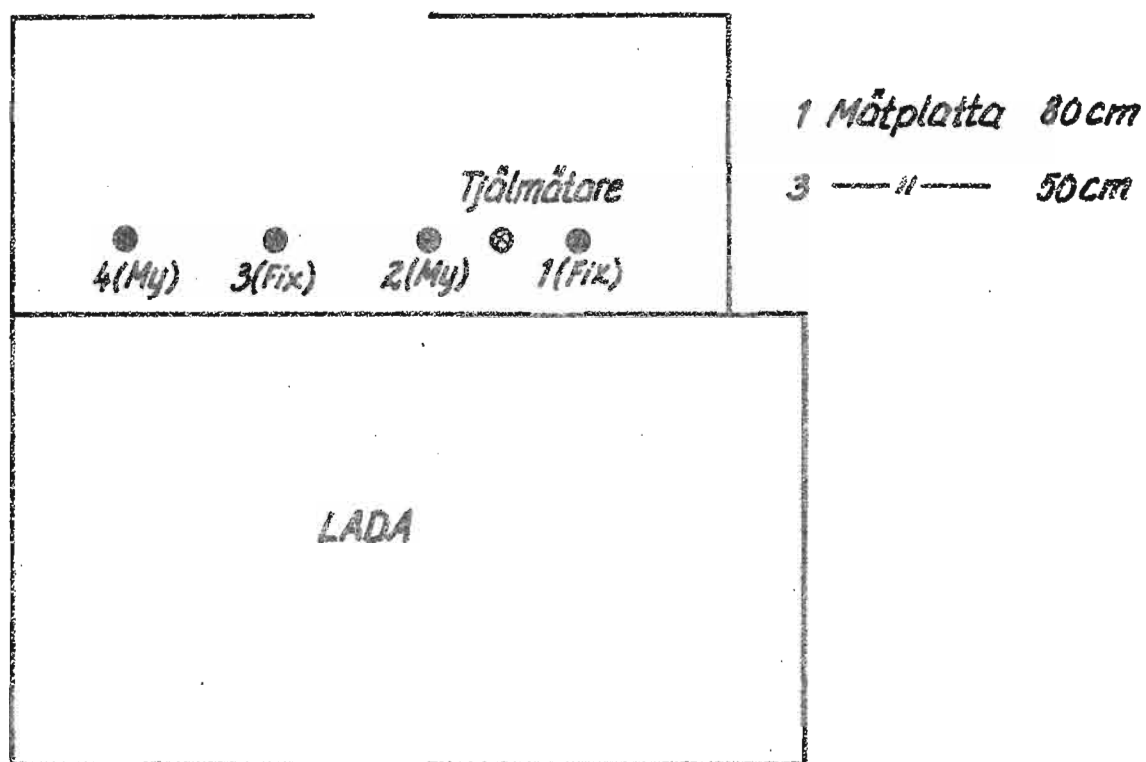 1 Mätplatta 80cm
3 —— " —— 50cm
Tjälmätare
4(My) 3(Fix) 2(My) 1(Fix)
LADA